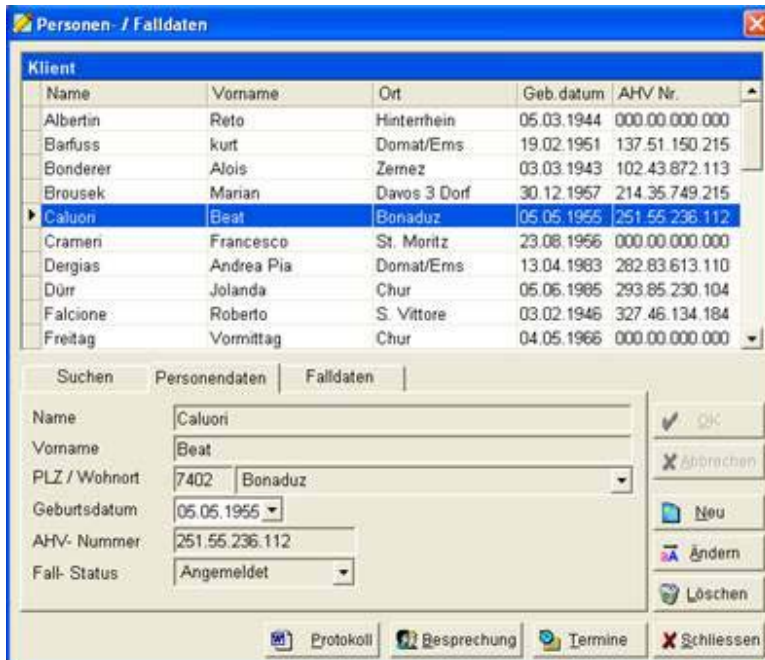 Personen- / Falldaten
Klient
Name Vorname Ort Geb.datum AHV Nr.
Albertin Reto Hinterrhein 05.03.1944 000.00.000.000
Barfuss kurt Domat/Ems 19.02.1951 137.51.150.215
Bonderer Alois Zernez 03.03.1943 102.43.872.113
Brousek Marian Davos 3 Dorf 30.12.1957 214.35.749.215
Caluori Beat Bonaduz 05.05.1955 251.55.236.112
Crameri Francesco St. Moritz 23.08.1956 000.00.000.000
Dergias Andrea Pia Domat/Ems 13.04.1983 282.83.613.110
Dürr Jolanda Chur 05.06.1985 293.85.230.104
Falcione Roberto S. Vittore 03.02.1946 327.46.134.184
Freitag Vormittag Chur 04.05.1966 000.00.000.000
Suchen Personendaten Falldaten
Name Caluori OK
Vorname Beat
PLZ / Wohnort 7402 Bonaduz Abbrechen
Geburtsdatum 05.05.1955 Neu
AHV- Nummer 251.55.236.112 Ändern
Fall- Status Angemeldet Löschen
Protokoll Besprechung Termine Schliessen